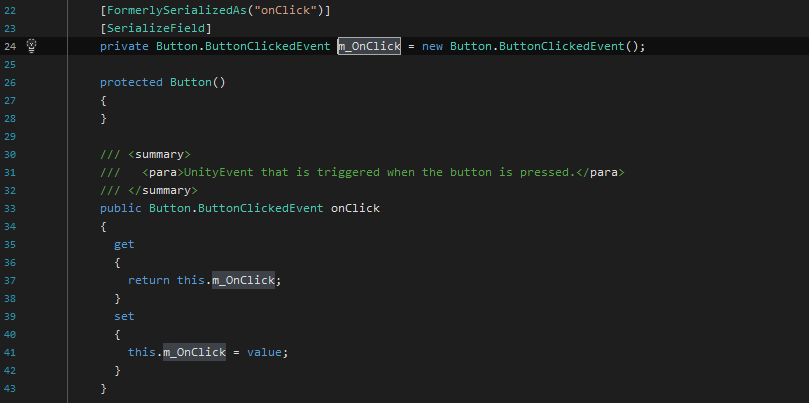 22 [FormerlySerializedAs("onClick")]
23 [SerializeField]
24 private Button.ButtonClickedEvent m_OnClick = new Button.ButtonClickedEvent();
25
26 protected Button()
27 {
28 }
29
30 /// <summary>
31 ///   <para>UnityEvent that is triggered when the button is pressed.</para>
32 /// </summary>
33 public Button.ButtonClickedEvent onClick
34 {
35   get
36   {
37     return this.m_OnClick;
38   }
39   set
40   {
41     this.m_OnClick = value;
42   }
43 }